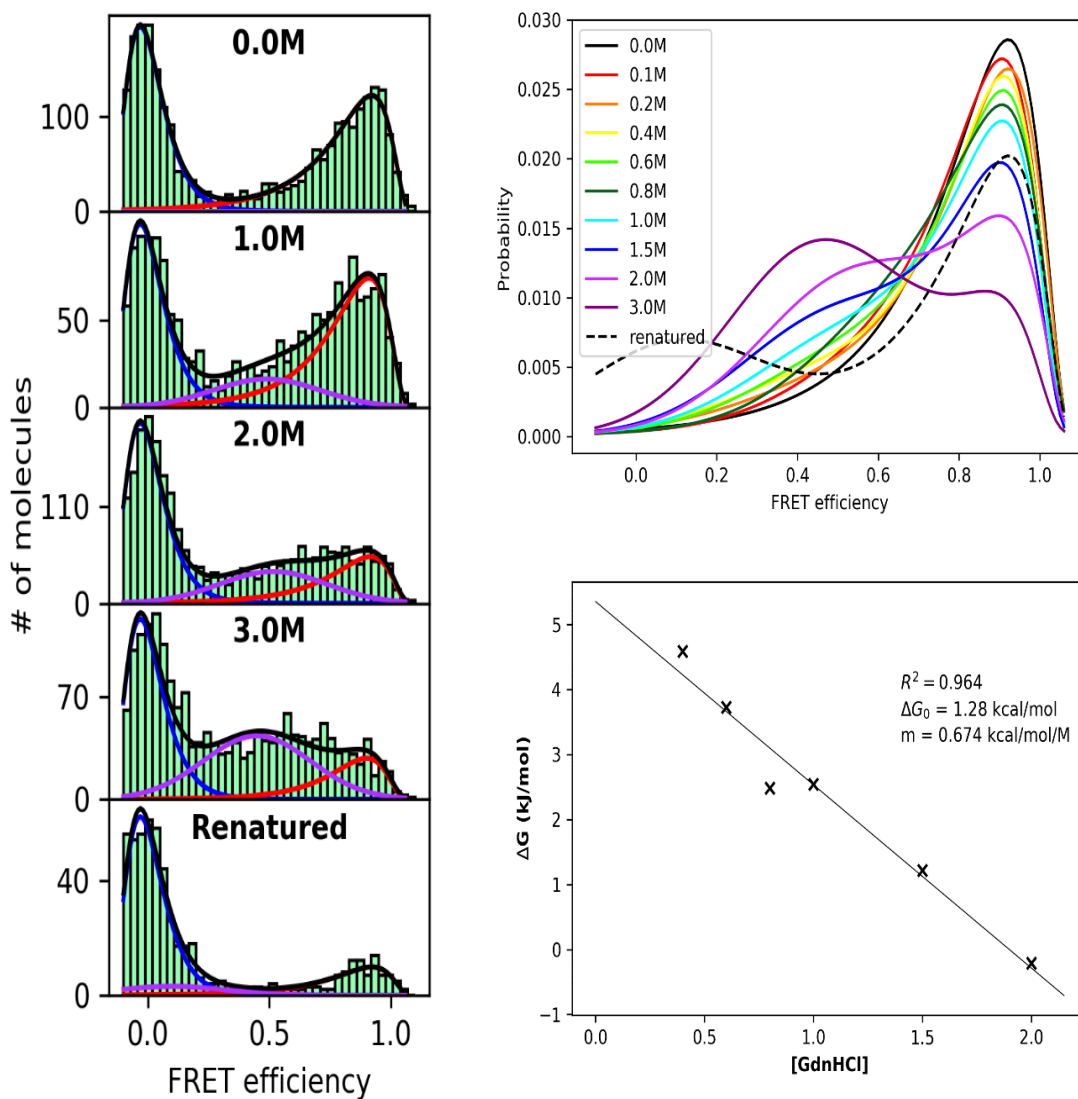 0.0M
100
0
1.0M
50
0
2.0M
110
0
3.0M
70
0
Renatured
40
0
0.0 0.5 1.0
FRET efficiency
# of molecules
0.030
0.025
0.020
0.015
0.010
0.005
0.000
Probability
0.0M
0.1M
0.2M
0.4M
0.6M
0.8M
1.0M
1.5M
2.0M
3.0M
renatured
0.0 0.2 0.4 0.6 0.8 1.0
FRET efficiency
5
4
3
2
1
0
−1
ΔG (kJ/mol)
R² = 0.964
ΔG₀ = 1.28 kcal/mol
m = 0.674 kcal/mol/M
0.0 0.5 1.0 1.5 2.0
[GdnHCl]